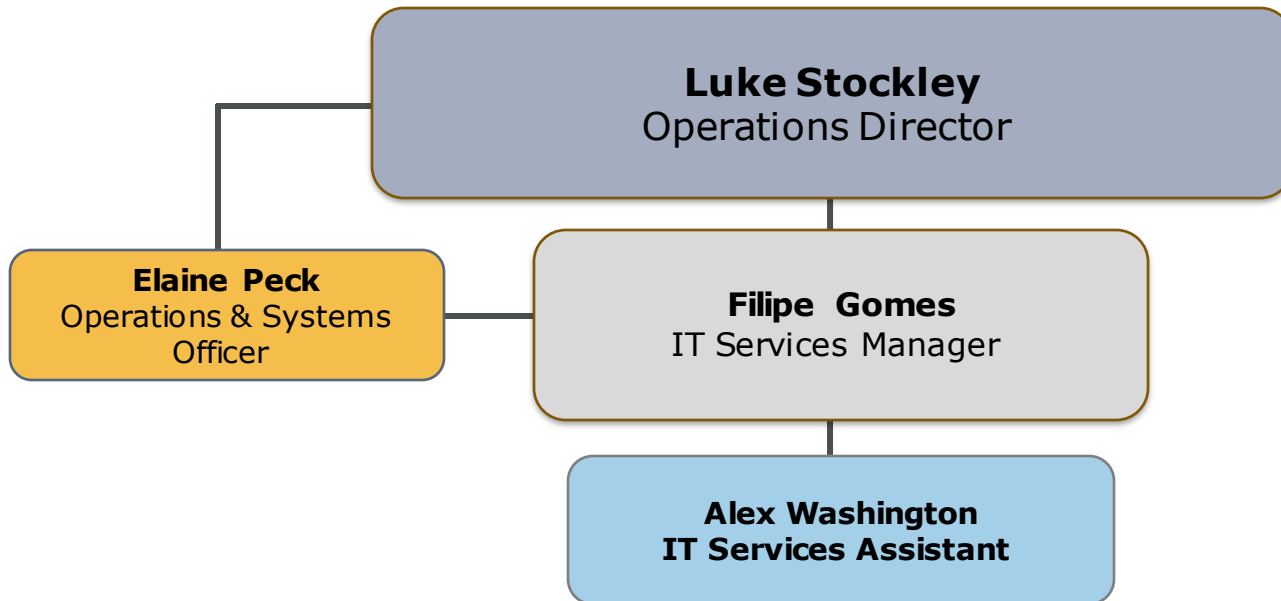 Luke Stockley
Operations Director
Elaine Peck
Operations & Systems
Officer
Filipe Gomes
IT Services Manager
Alex Washington
IT Services Assistant